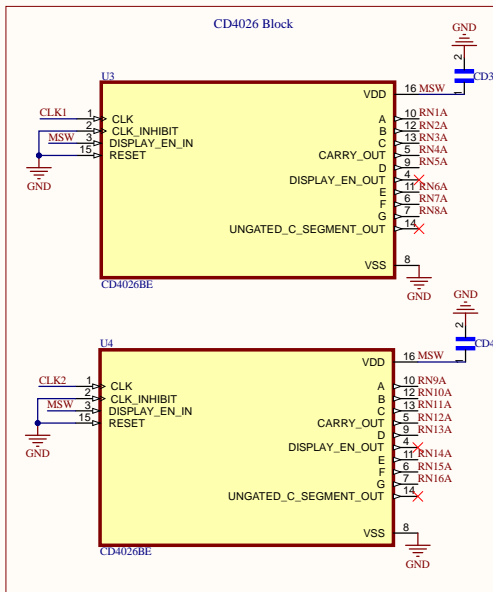 CD4026 Block
GND
U3
2
CD3
1
VDD 16 MSW
CLK1 1 CLK A 10 RN1A
2 CLK_INHIBIT B 12 RN2A
MSW 3 DISPLAY_EN_IN C 13 RN3A
15 RESET CARRY_OUT 5 RN4A
D 9 RN5A
GND
DISPLAY_EN_OUT 4
E 11 RN6A
F 6 RN7A
G 7 RN8A
UNGATED_C_SEGMENT_OUT 14
VSS 8
CD4026BE
GND
GND
U4
2
CD4
1
VDD 16 MSW
CLK2 1 CLK A 10 RN9A
2 CLK_INHIBIT B 12 RN10A
MSW 3 DISPLAY_EN_IN C 13 RN11A
15 RESET CARRY_OUT 5 RN12A
D 9 RN13A
GND
DISPLAY_EN_OUT 4
E 11 RN14A
F 6 RN15A
G 7 RN16A
UNGATED_C_SEGMENT_OUT 14
VSS 8
CD4026BE
GND